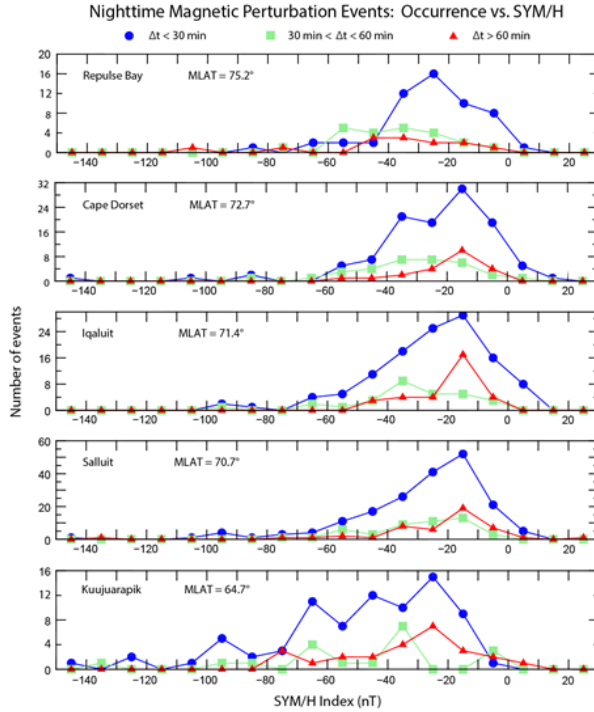 Nighttime Magnetic Perturbation Events: Occurrence vs. SYM/H
Δt < 30 min 30 min < Δt < 60 min Δt > 60 min
20
16
12
8
4
0
Repulse Bay MLAT = 75.2°
−140 −120 −100 −80 −60 −40 −20 0 20
32
24
16
8
0
Cape Dorset MLAT = 72.7°
−140 −120 −100 −80 −60 −40 −20 0 20
Number of events
24
16
8
0
Iqaluit MLAT = 71.4°
−140 −120 −100 −80 −60 −40 −20 0 20
60
40
20
0
Salluit MLAT = 70.7°
−140 −120 −100 −80 −60 −40 −20 0 20
16
12
8
4
0
Kuujuarapik MLAT = 64.7°
−140 −120 −100 −80 −60 −40 −20 0 20
SYM/H Index (nT)